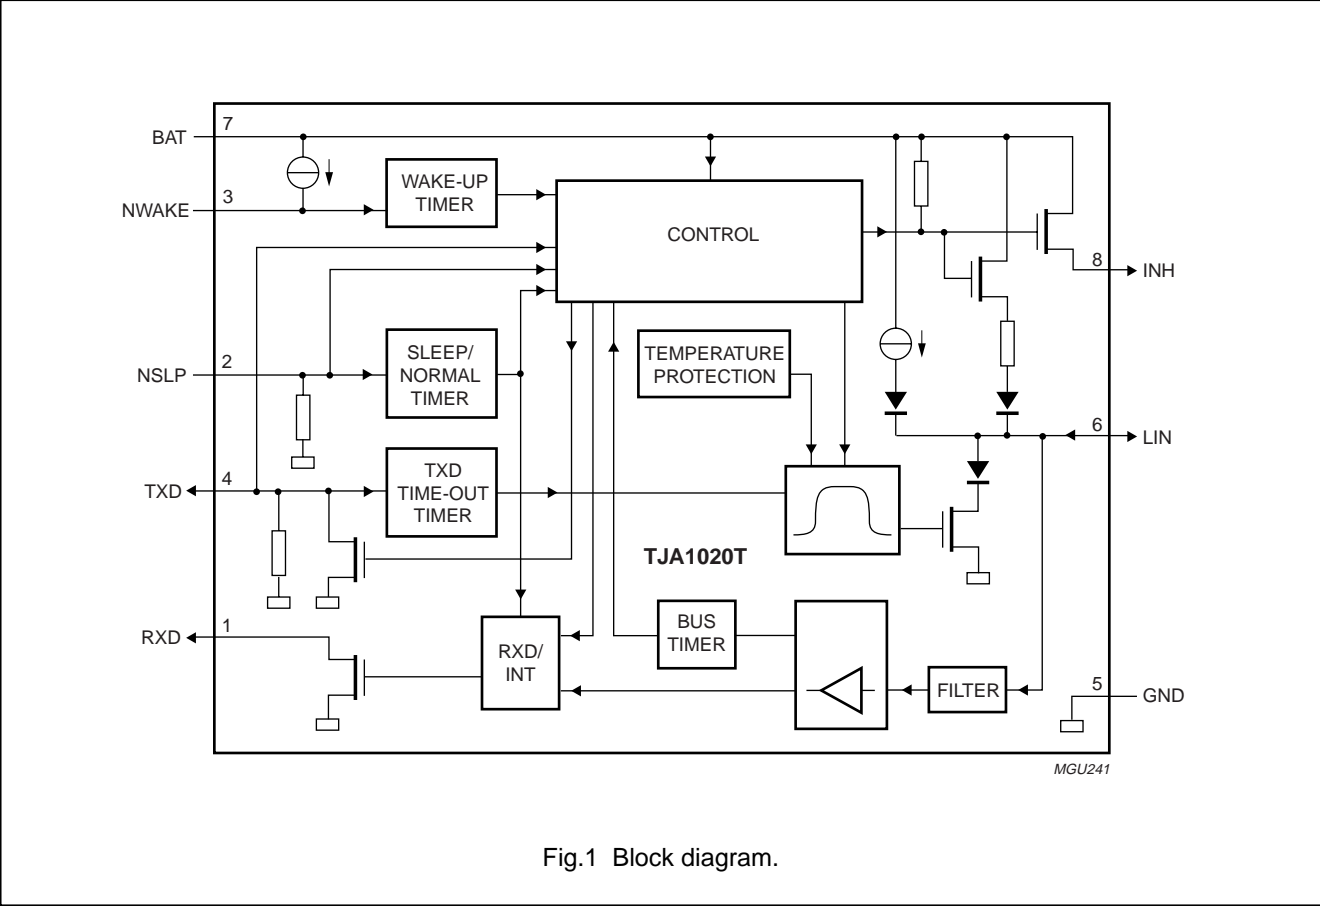 7
BAT
3
NWAKE
WAKE-UP
TIMER
CONTROL
8
INH
2
NSLP
SLEEP/
NORMAL
TIMER
TEMPERATURE
PROTECTION
6
LIN
4
TXD
TXD
TIME-OUT
TIMER
TJA1020T
1
RXD
RXD/
INT
BUS
TIMER
FILTER
5
GND
MGU241
Fig.1 Block diagram.